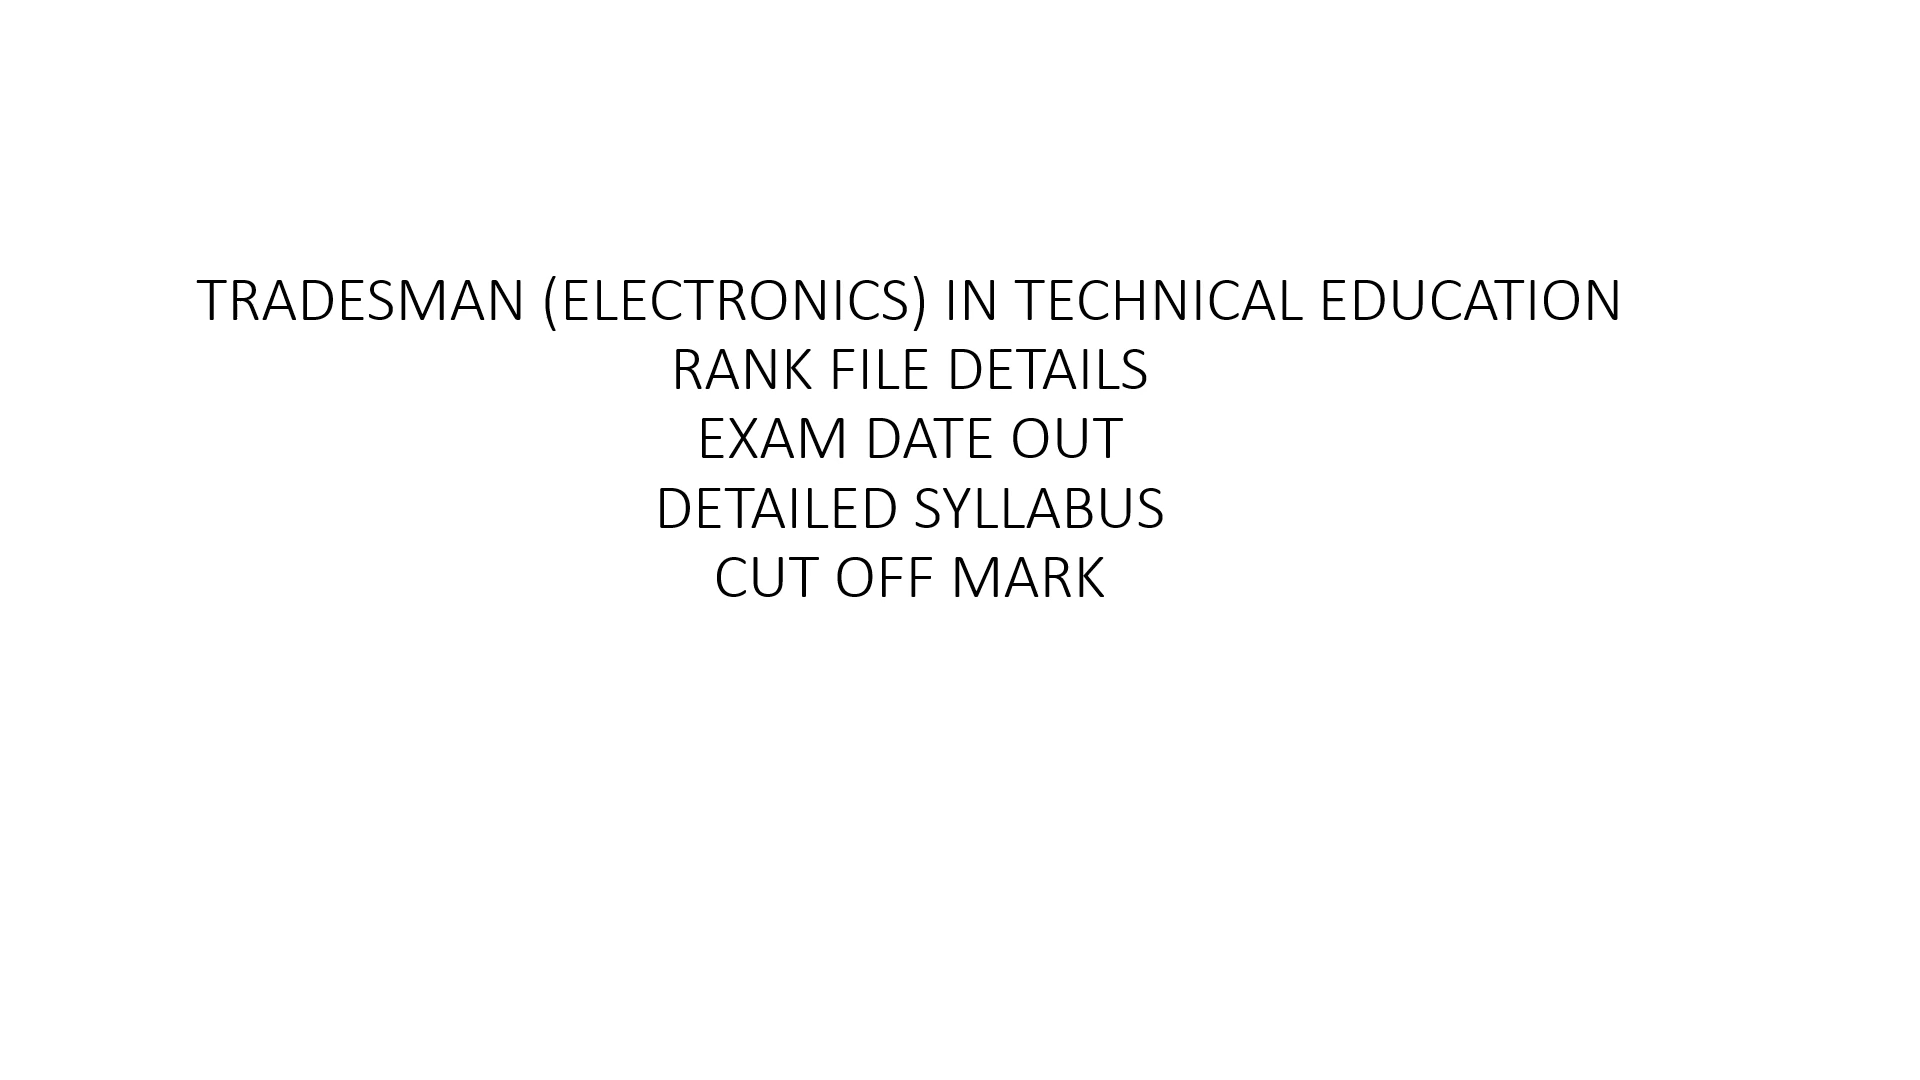 TRADESMAN (ELECTRONICS) IN TECHNICAL EDUCATION
RANK FILE DETAILS
EXAM DATE OUT
DETAILED SYLLABUS
CUT OFF MARK